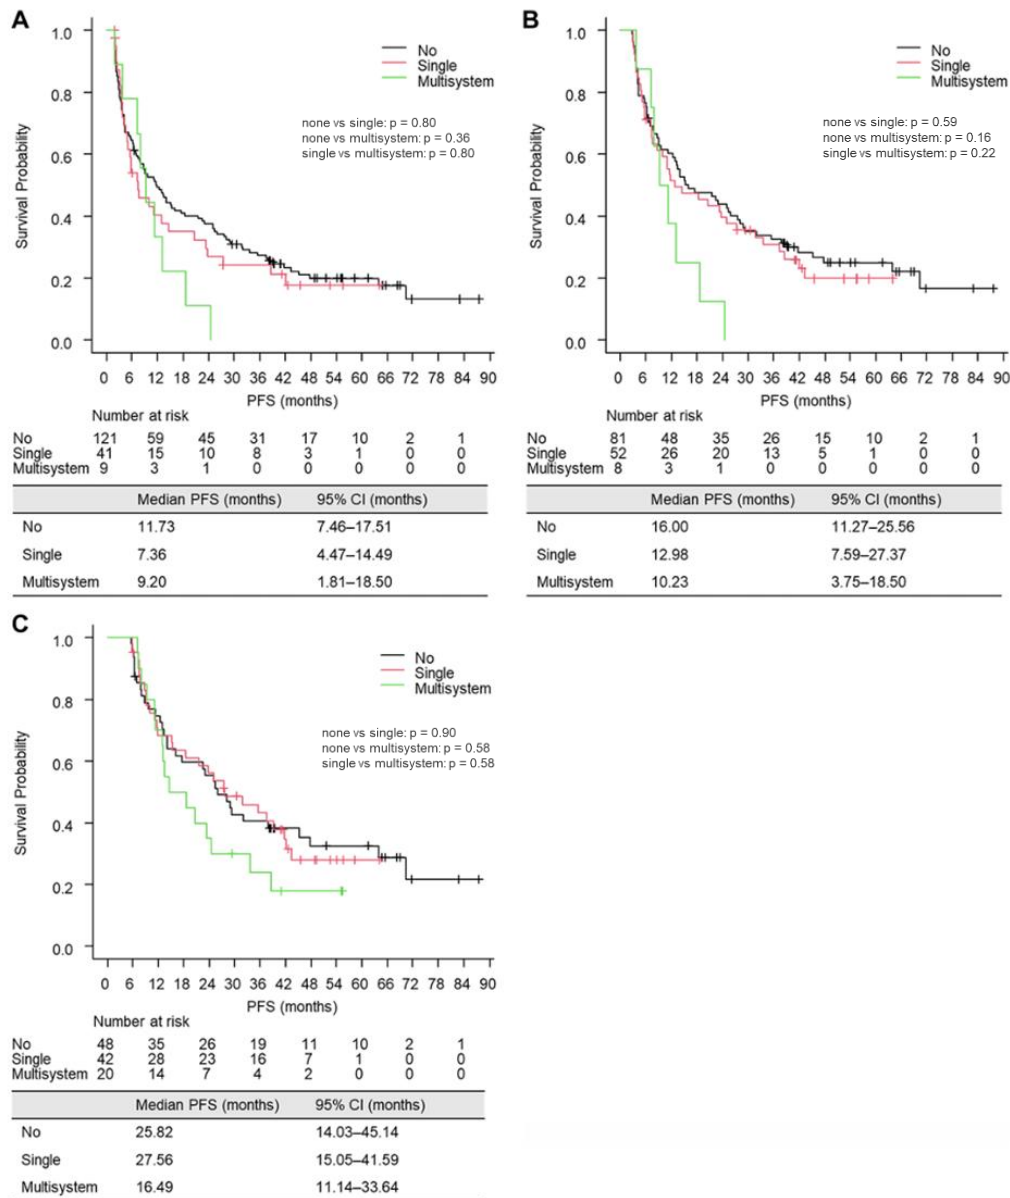 A
1.0
0.8
0.6
0.4
0.2
0.0
Survival Probability
No
Single
Multisystem
none vs single: p = 0.80
none vs multisystem: p = 0.36
single vs multisystem: p = 0.80
0 6 12 18 24 30 36 42 48 54 60 66 72 78 84 90
PFS (months)
Number at risk
No 121 59 45 31 17 10 2 1
Single 41 15 10 8 3 1 0 0
Multisystem 9 3 1 0 0 0 0 0
Median PFS (months) 95% CI (months)
No 11.73 7.46–17.51
Single 7.36 4.47–14.49
Multisystem 9.20 1.81–18.50
B
1.0
0.8
0.6
0.4
0.2
0.0
Survival Probability
No
Single
Multisystem
none vs single: p = 0.59
none vs multisystem: p = 0.16
single vs multisystem: p = 0.22
0 6 12 18 24 30 36 42 48 54 60 66 72 78 84 90
PFS (months)
Number at risk
No 81 48 35 26 15 10 2 1
Single 52 26 20 13 5 1 0 0
Multisystem 8 3 1 0 0 0 0 0
Median PFS (months) 95% CI (months)
No 16.00 11.27–25.56
Single 12.98 7.59–27.37
Multisystem 10.23 3.75–18.50
C
1.0
0.8
0.6
0.4
0.2
0.0
Survival Probability
No
Single
Multisystem
none vs single: p = 0.90
none vs multisystem: p = 0.58
single vs multisystem: p = 0.58
0 6 12 18 24 30 36 42 48 54 60 66 72 78 84 90
PFS (months)
Number at risk
No 48 35 26 19 11 10 2 1
Single 42 28 23 16 7 1 0 0
Multisystem 20 14 7 4 2 0 0 0
Median PFS (months) 95% CI (months)
No 25.82 14.03–45.14
Single 27.56 15.05–41.59
Multisystem 16.49 11.14–33.64